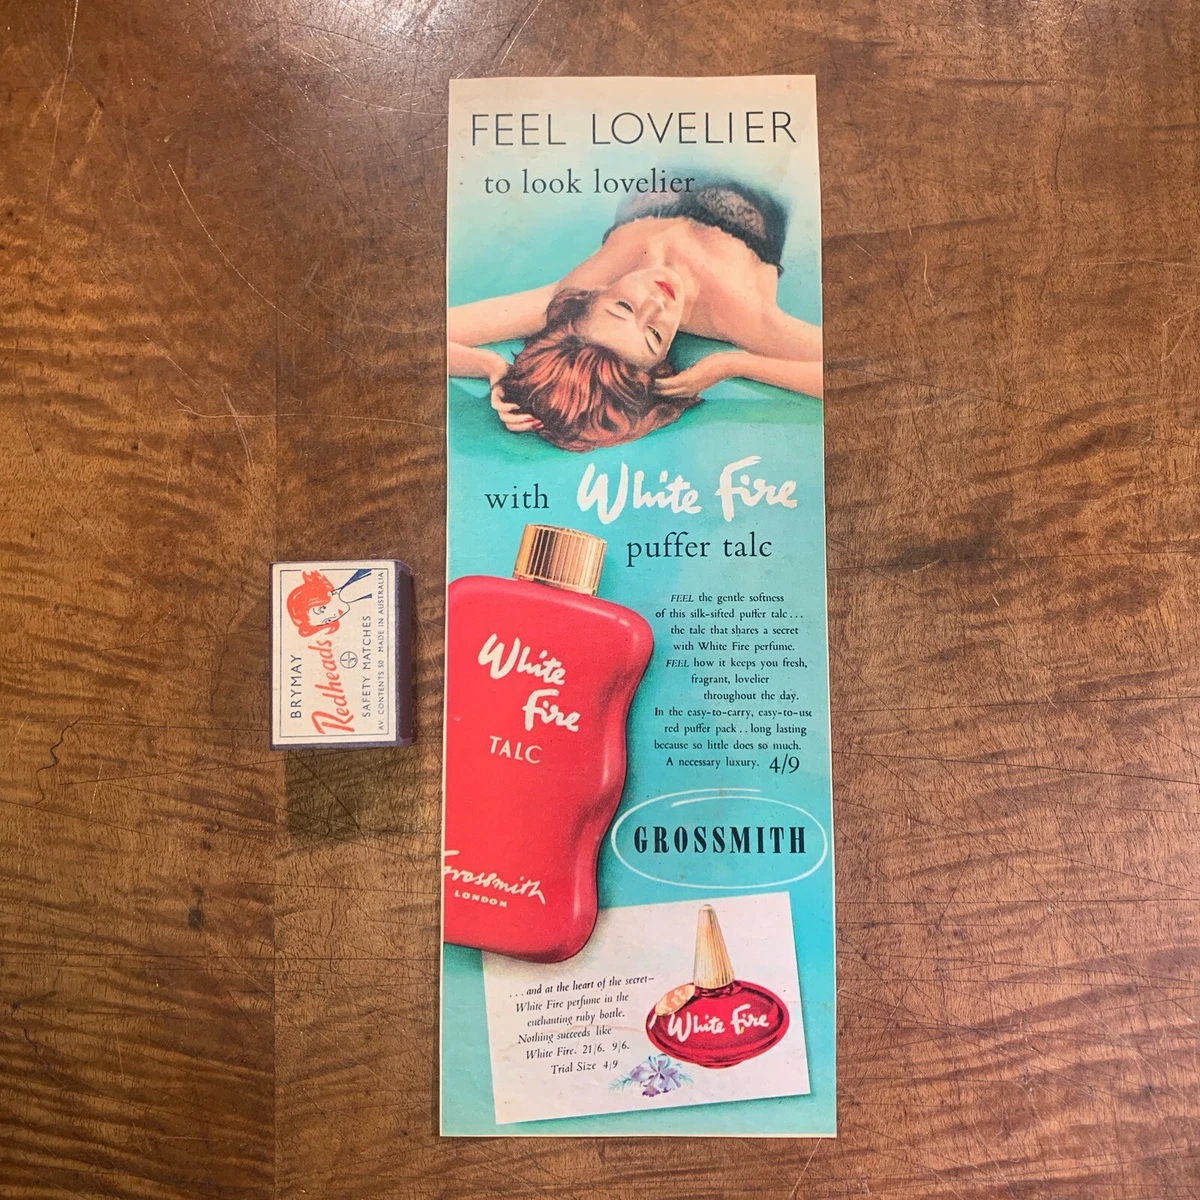 FEEL LOVELIER
to look lovelier
with White Fire
puffer talc
FEEL the gentle softness
of this silk-sifted puffer talc...
the talc that shares a secret
with White Fire perfume.
FEEL how it keeps you fresh,
fragrant, lovelier
throughout the day.
In the easy-to-carry, easy-to-use
red puffer pack.. long lasting
because so little does so much.
A necessary luxury. 4/9
White
Fire
TALC
Grossmith
LONDON
GROSSMITH
...and at the heart of the secret—
White Fire perfume in the
enchanting ruby bottle.
Nothing succeeds like
White Fire. 21/6. 9/6.
Trial Size 4/9
White Fire
BRYMAY
Redheads
SAFETY MATCHES
AV. CONTENTS 50 MADE IN AUSTRALIA